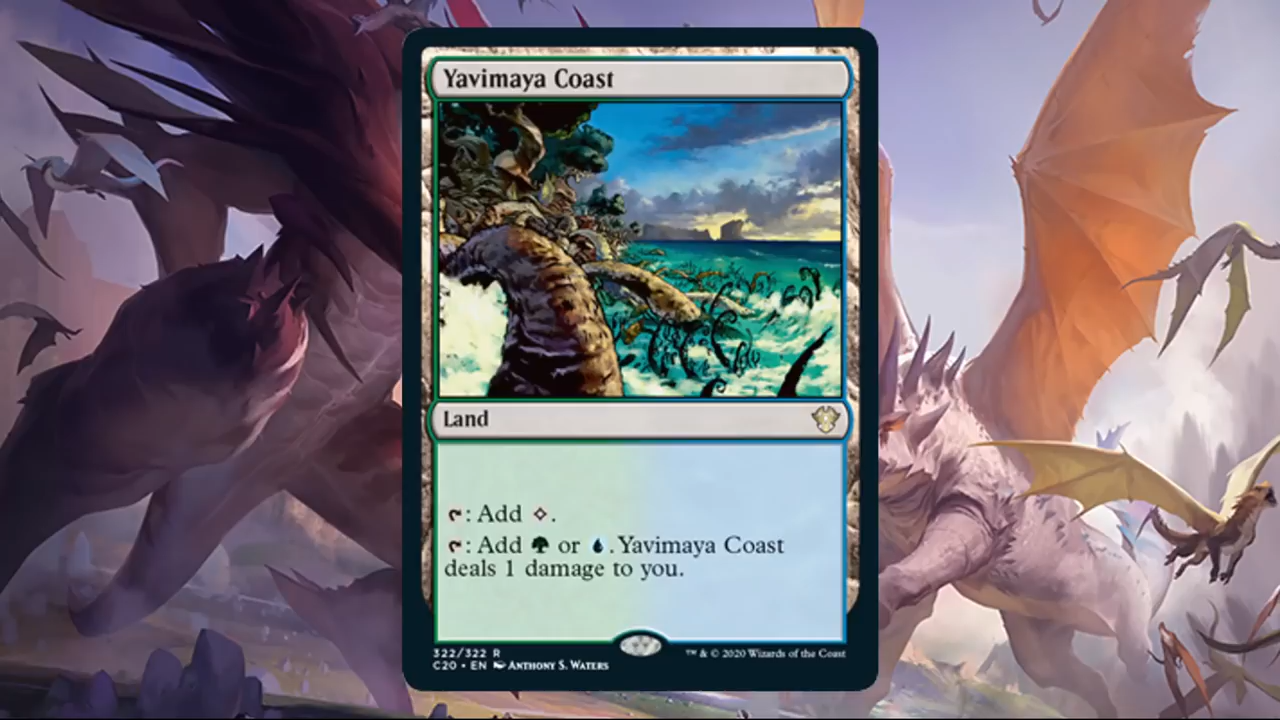 Yavimaya Coast
Land
: Add .
: Add or . Yavimaya Coast
deals 1 damage to you.
322/322 R
C20 • EN Anthony S. Waters
™ & © 2020 Wizards of the Coast